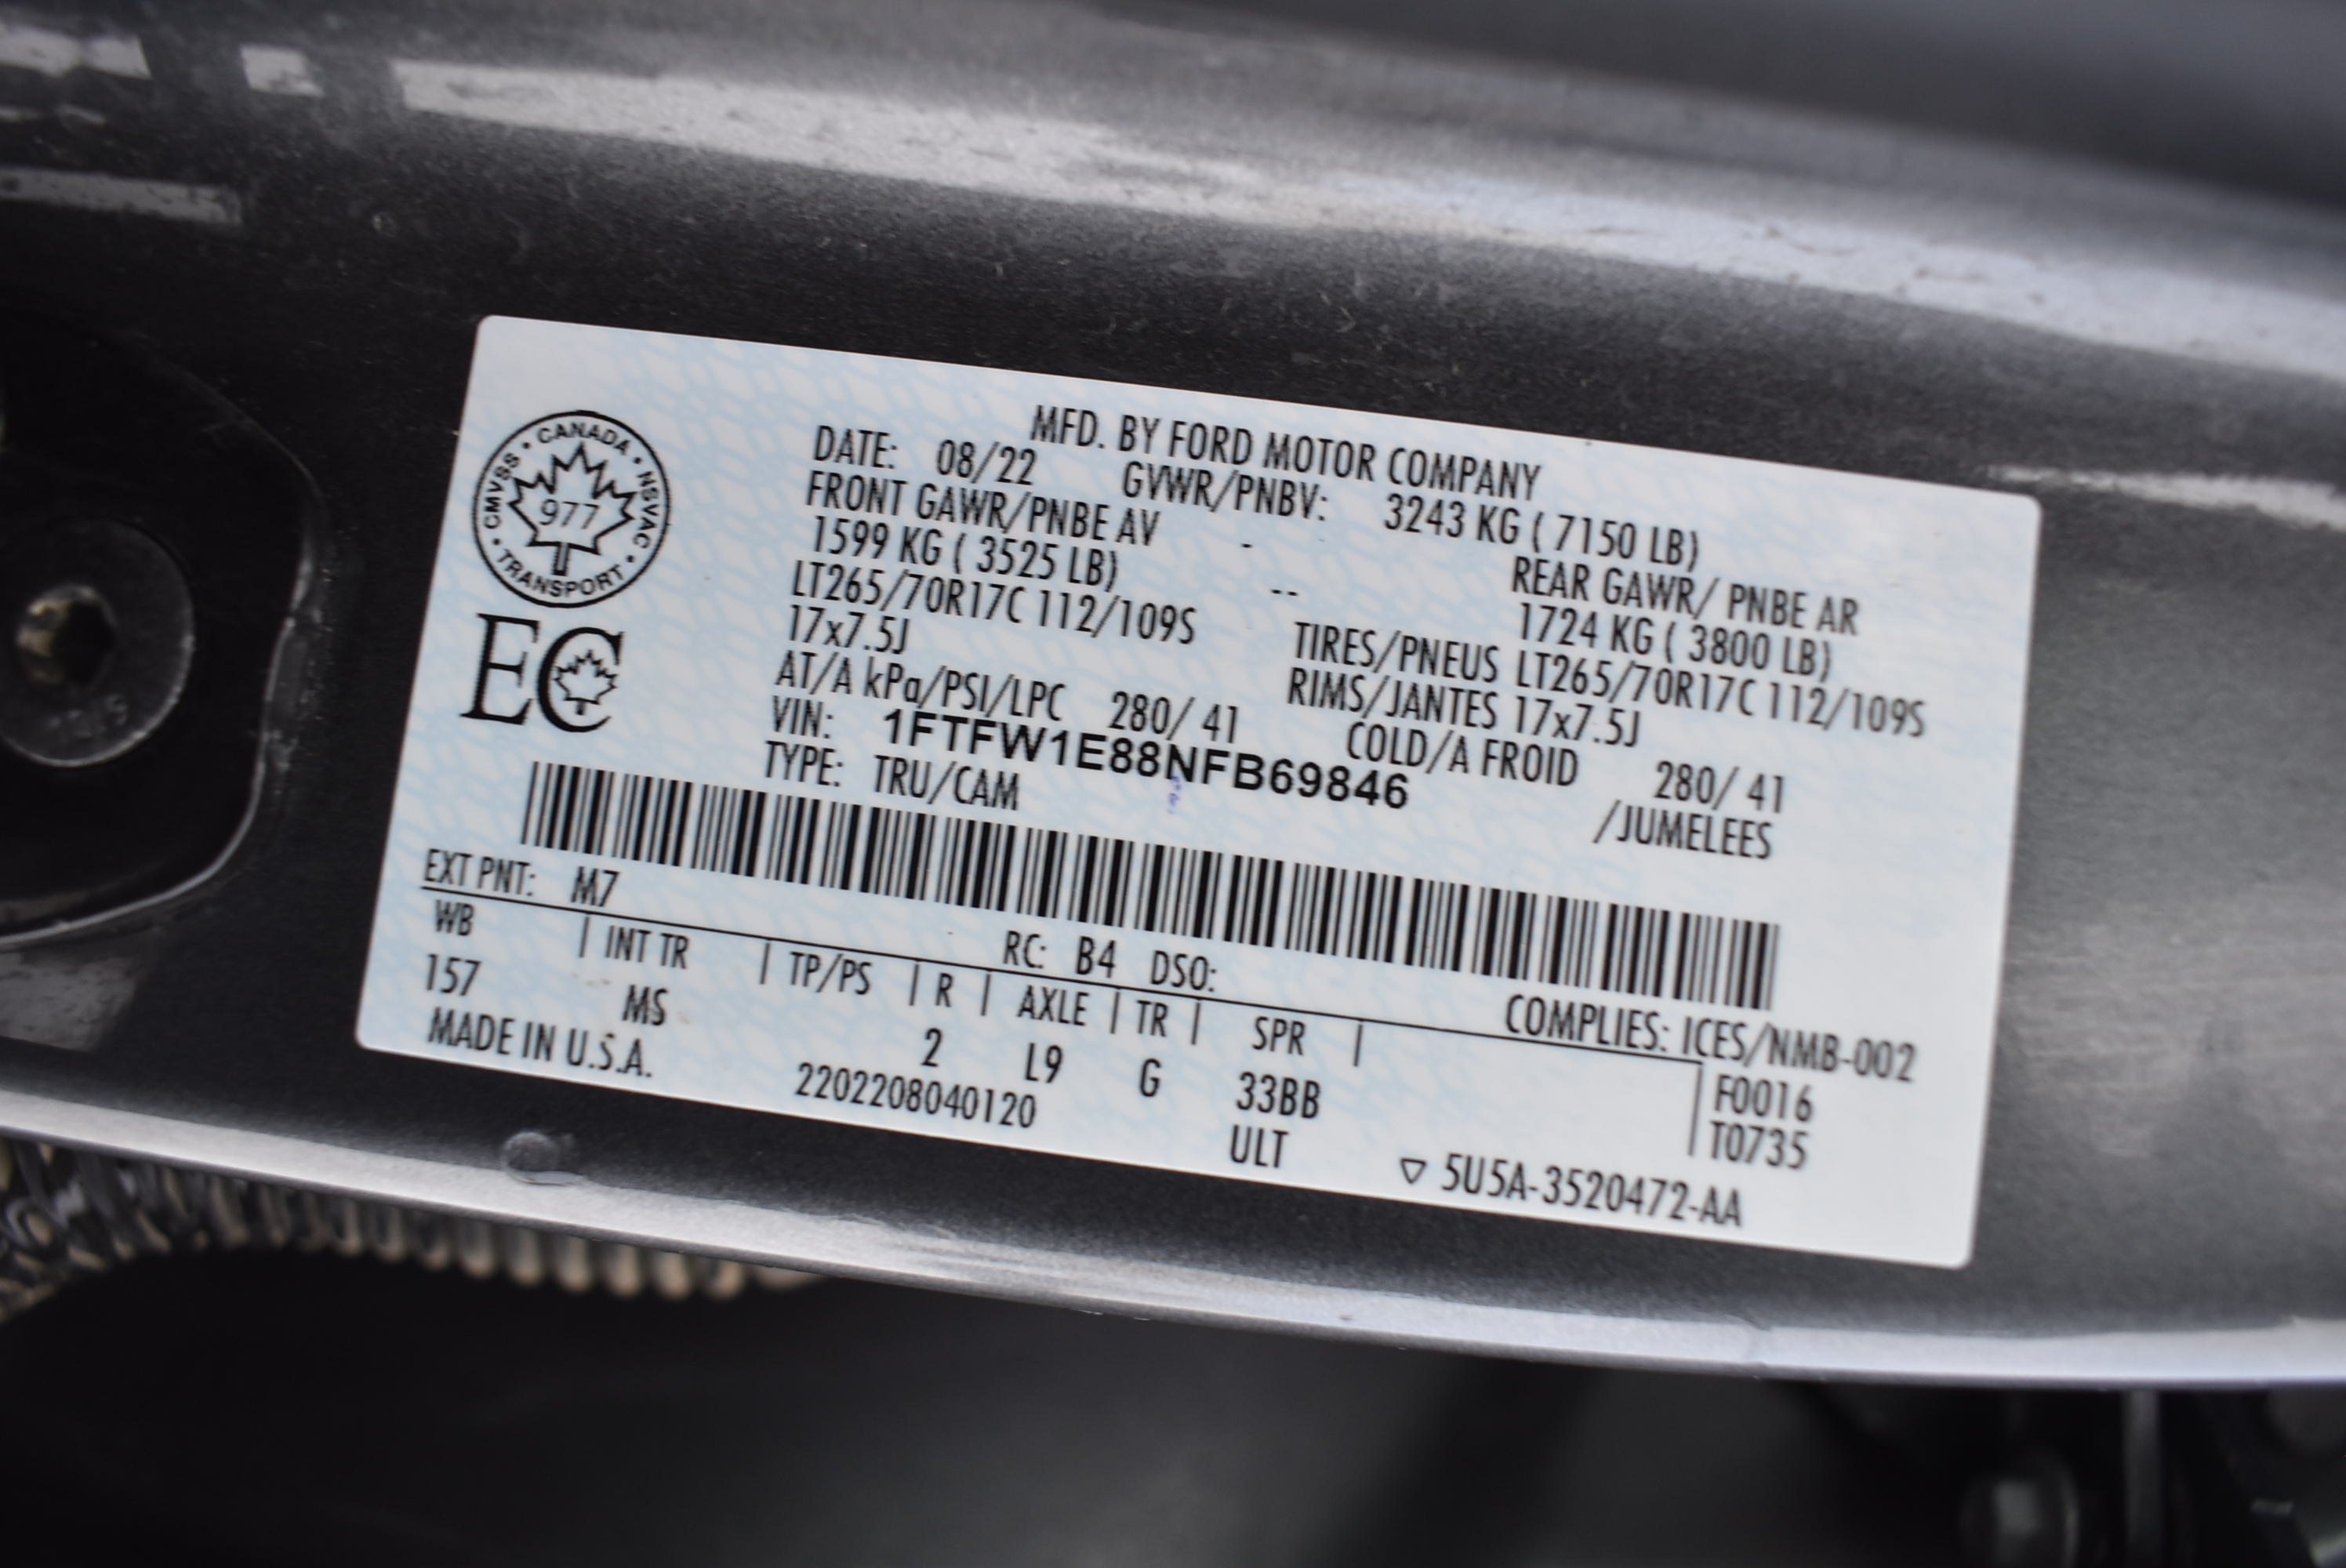 CANADA • NSVAC • TRANSPORT • CMVSS •
977
EC
MFD. BY FORD MOTOR COMPANY
DATE: 08/22 GVWR/PNBV: 3243 KG ( 7150 LB)
FRONT GAWR/PNBE AV - REAR GAWR/ PNBE AR
1599 KG ( 3525 LB) -- 1724 KG ( 3800 LB)
LT265/70R17C 112/109S TIRES/PNEUS LT265/70R17C 112/109S
17x7.5J RIMS/JANTES 17x7.5J
AT/A kPa/PSI/LPC 280/ 41 COLD/A FROID 280/ 41
VIN: 1FTFW1E88NFB69846 /JUMELEES
TYPE: TRU/CAM
EXT PNT: M7 RC: B4 DSO: COMPLIES: ICES/NMB-002
WB | INT TR | TP/PS | R | AXLE | TR | SPR | F0016
157 MS 2 L9 G 33BB T0735
MADE IN U.S.A. 2202208040120 ULT ▽ 5U5A-3520472-AA